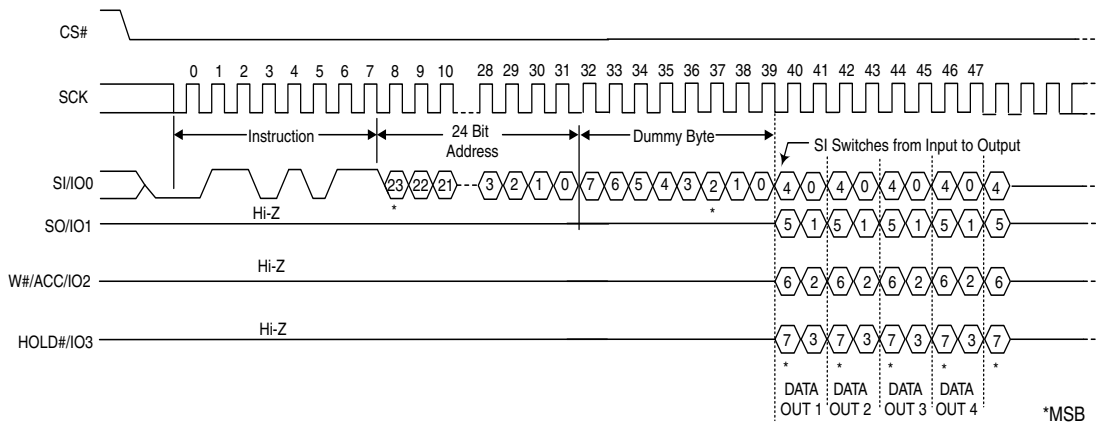 CS#
0 1 2 3 4 5 6 7 8 9 10 28 29 30 31 32 33 34 35 36 37 38 39 40 41 42 43 44 45 46 47
SCK
Instruction
24 Bit
Address
Dummy Byte
SI Switches from Input to Output
SI/IO0
23 22 21 3 2 1 0 7 6 5 4 3 2 1 0 4 0 4 0 4 0 4 0 4
* *
Hi-Z
SO/IO1
5 1 5 1 5 1 5 1 5
Hi-Z
W#/ACC/IO2
6 2 6 2 6 2 6 2 6
Hi-Z
HOLD#/IO3
7 3 7 3 7 3 7 3 7
* * * * *
DATA
OUT 1
DATA
OUT 2
DATA
OUT 3
DATA
OUT 4
*MSB